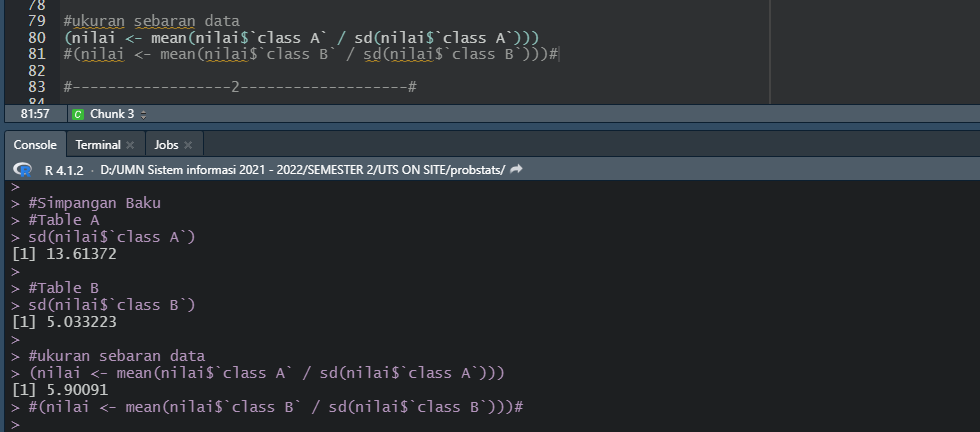 78
79 #ukuran sebaran data
80 (nilai <- mean(nilai$`class A` / sd(nilai$`class A`)))
81 #(nilai <- mean(nilai$`class B` / sd(nilai$`class B`)))#
82
83 #------------------2-------------------#
84
81:57 C Chunk 3
Console Terminal Jobs
R R 4.1.2 · D:/UMN Sistem informasi 2021 - 2022/SEMESTER 2/UTS ON SITE/probstats/
>
> #Simpangan Baku
> #Table A
> sd(nilai$`class A`)
[1] 13.61372
>
> #Table B
> sd(nilai$`class B`)
[1] 5.033223
>
> #ukuran sebaran data
> (nilai <- mean(nilai$`class A` / sd(nilai$`class A`)))
[1] 5.90091
> #(nilai <- mean(nilai$`class B` / sd(nilai$`class B`)))#
>